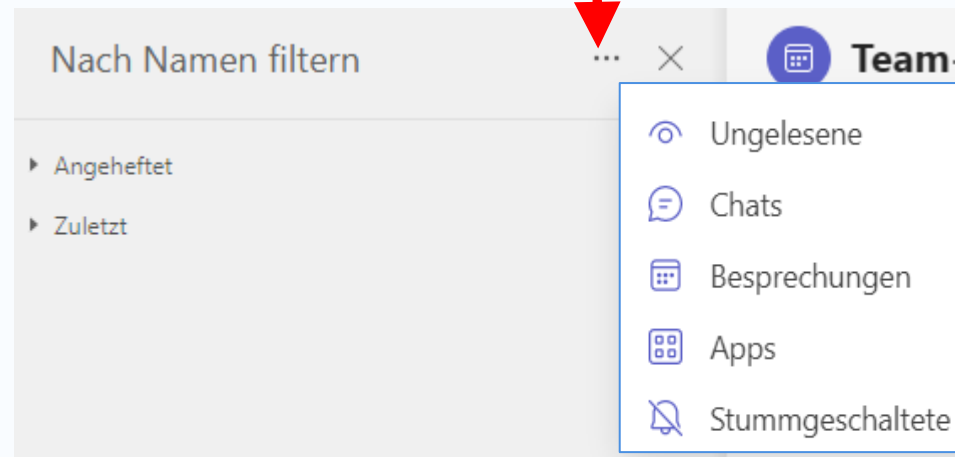 Nach Namen filtern
Team-
Ungelesene
Angeheftet
Chats
Zuletzt
Besprechungen
Apps
Stummgeschaltete